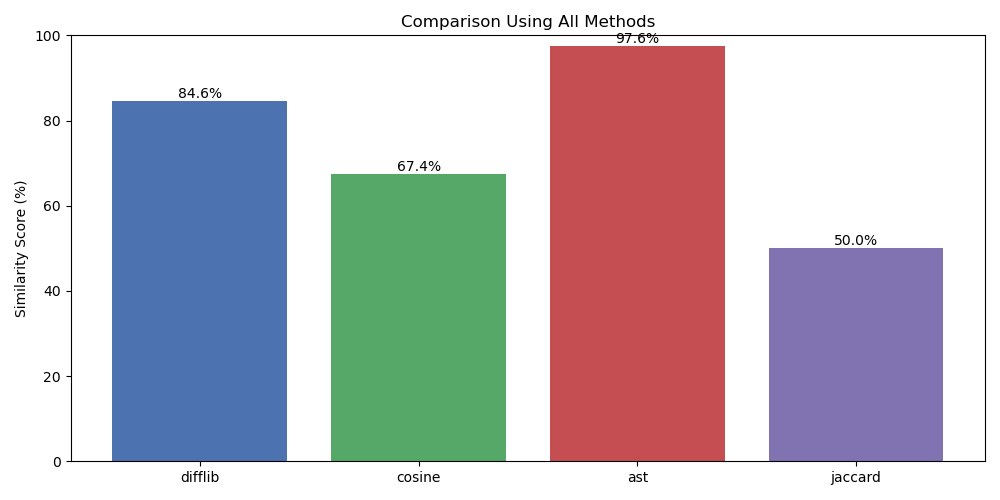 Comparison Using All Methods
Similarity Score (%)
100
80
60
40
20
0
84.6%
67.4%
97.6%
50.0%
difflib
cosine
ast
jaccard